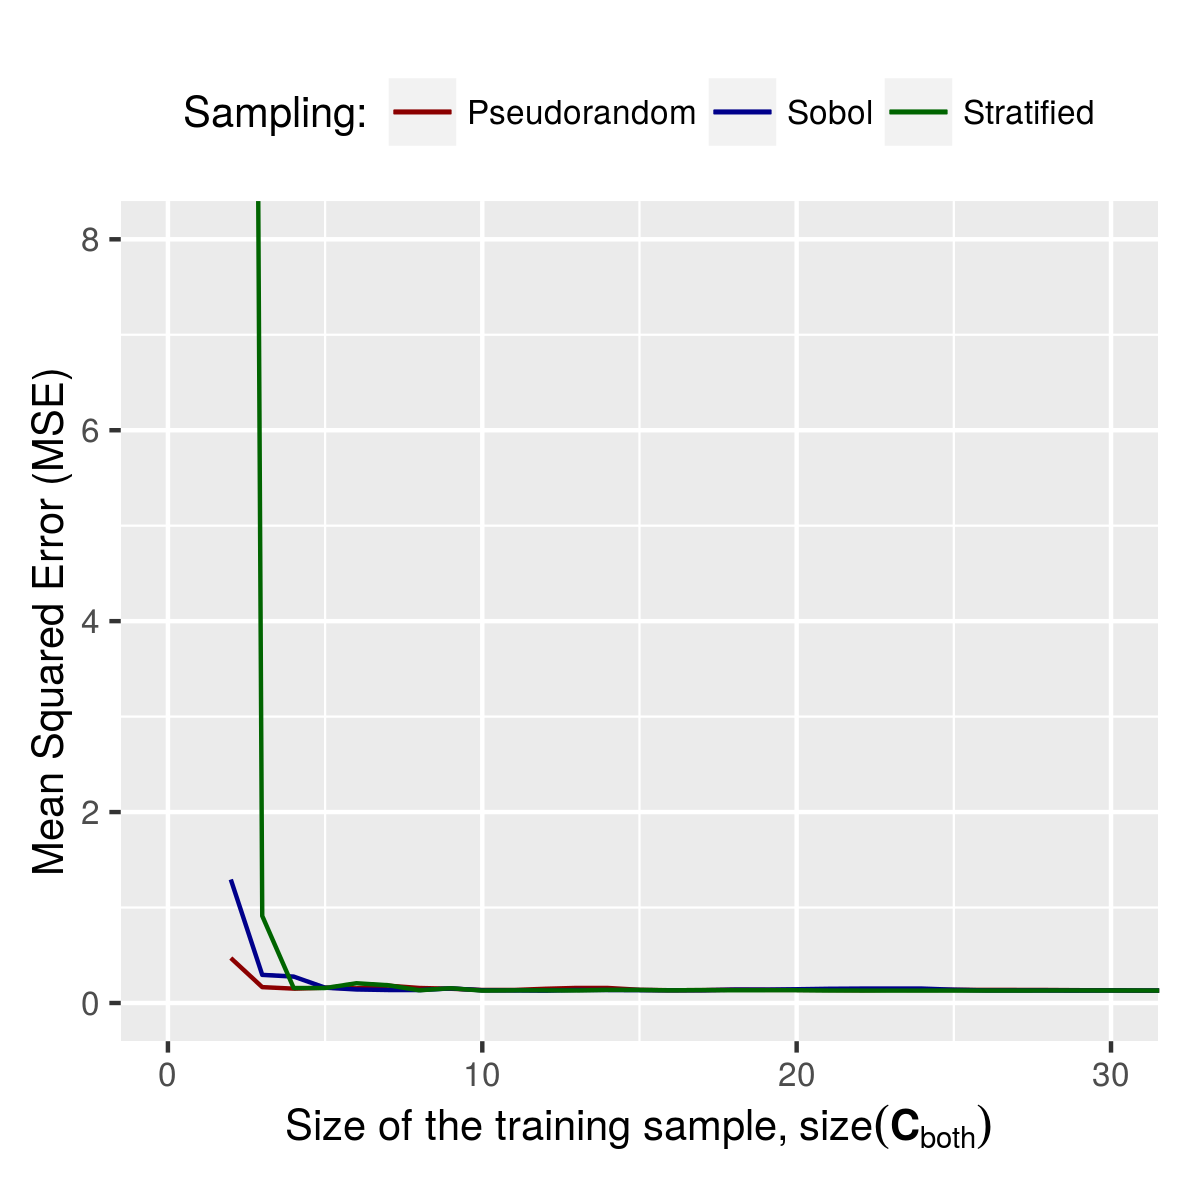 Sampling: Pseudorandom Sobol Stratified
8
6
4
2
0
Mean Squared Error (MSE)
0 10 20 30
Size of the training sample, size(C_both)